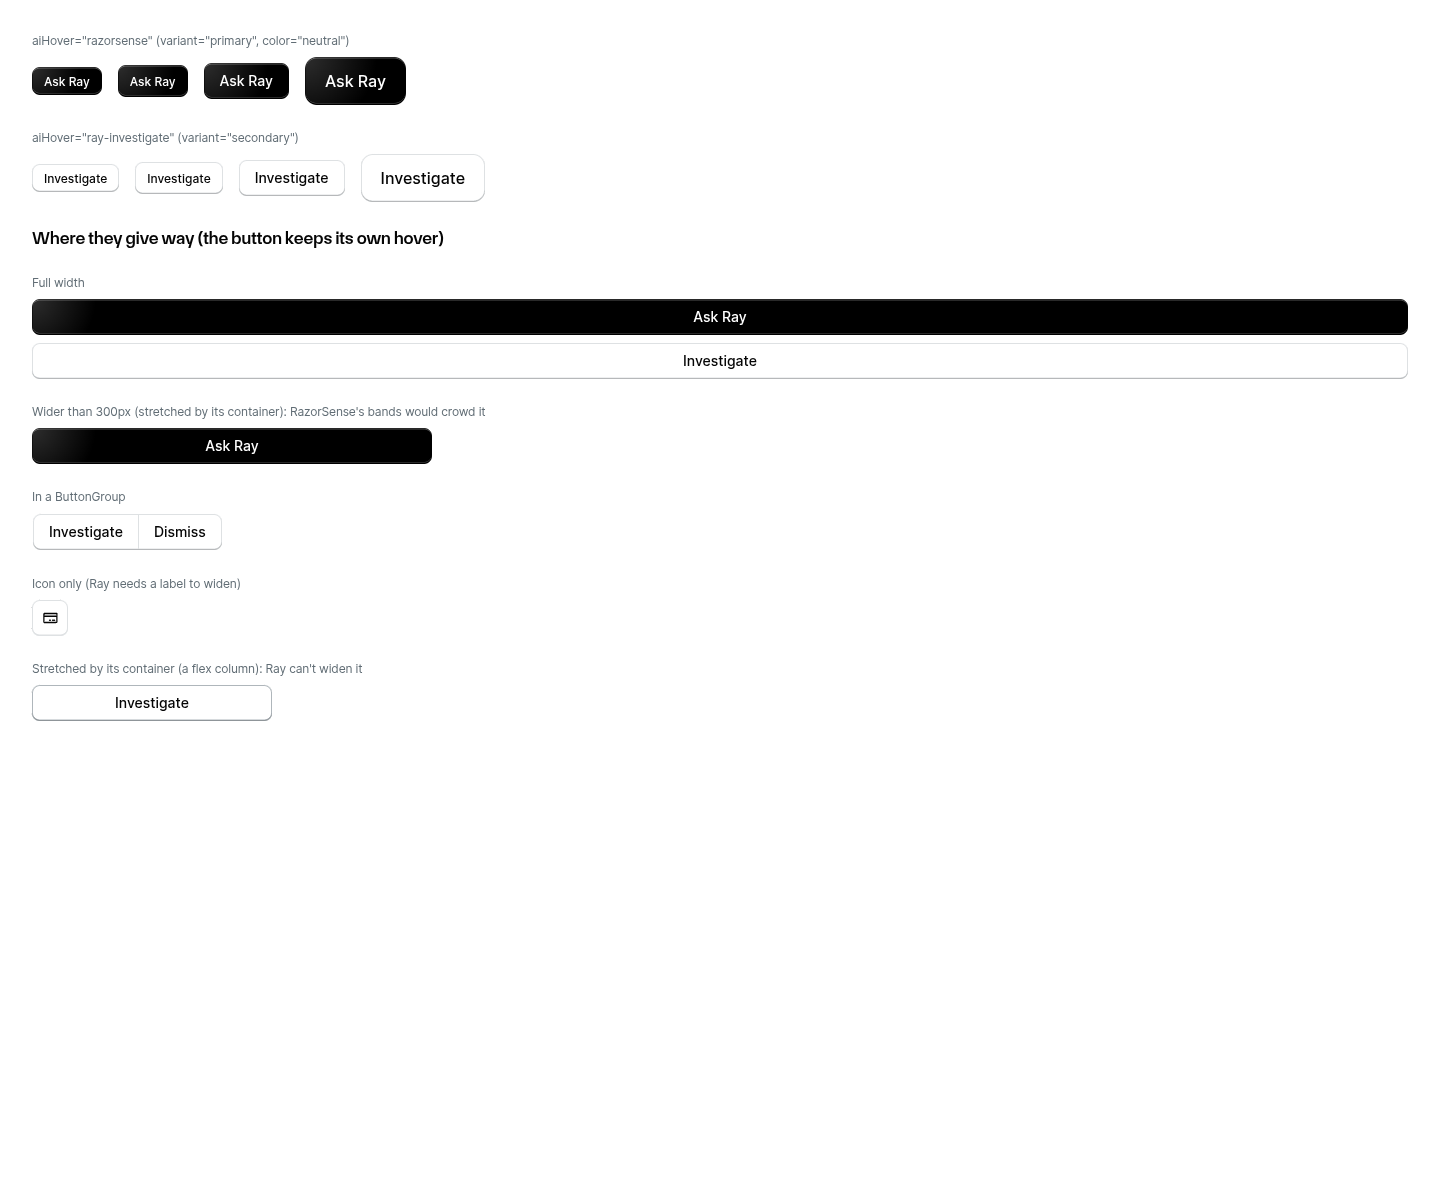 aiHover="razorsense" (variant="primary", color="neutral")
Ask Ray Ask Ray Ask Ray Ask Ray
aiHover="ray-investigate" (variant="secondary")
Investigate Investigate Investigate Investigate
Where they give way (the button keeps its own hover)
Full width
Ask Ray
Investigate
Wider than 300px (stretched by its container): RazorSense's bands would crowd it
Ask Ray
In a ButtonGroup
Investigate Dismiss
Icon only (Ray needs a label to widen)
Stretched by its container (a flex column): Ray can't widen it
Investigate